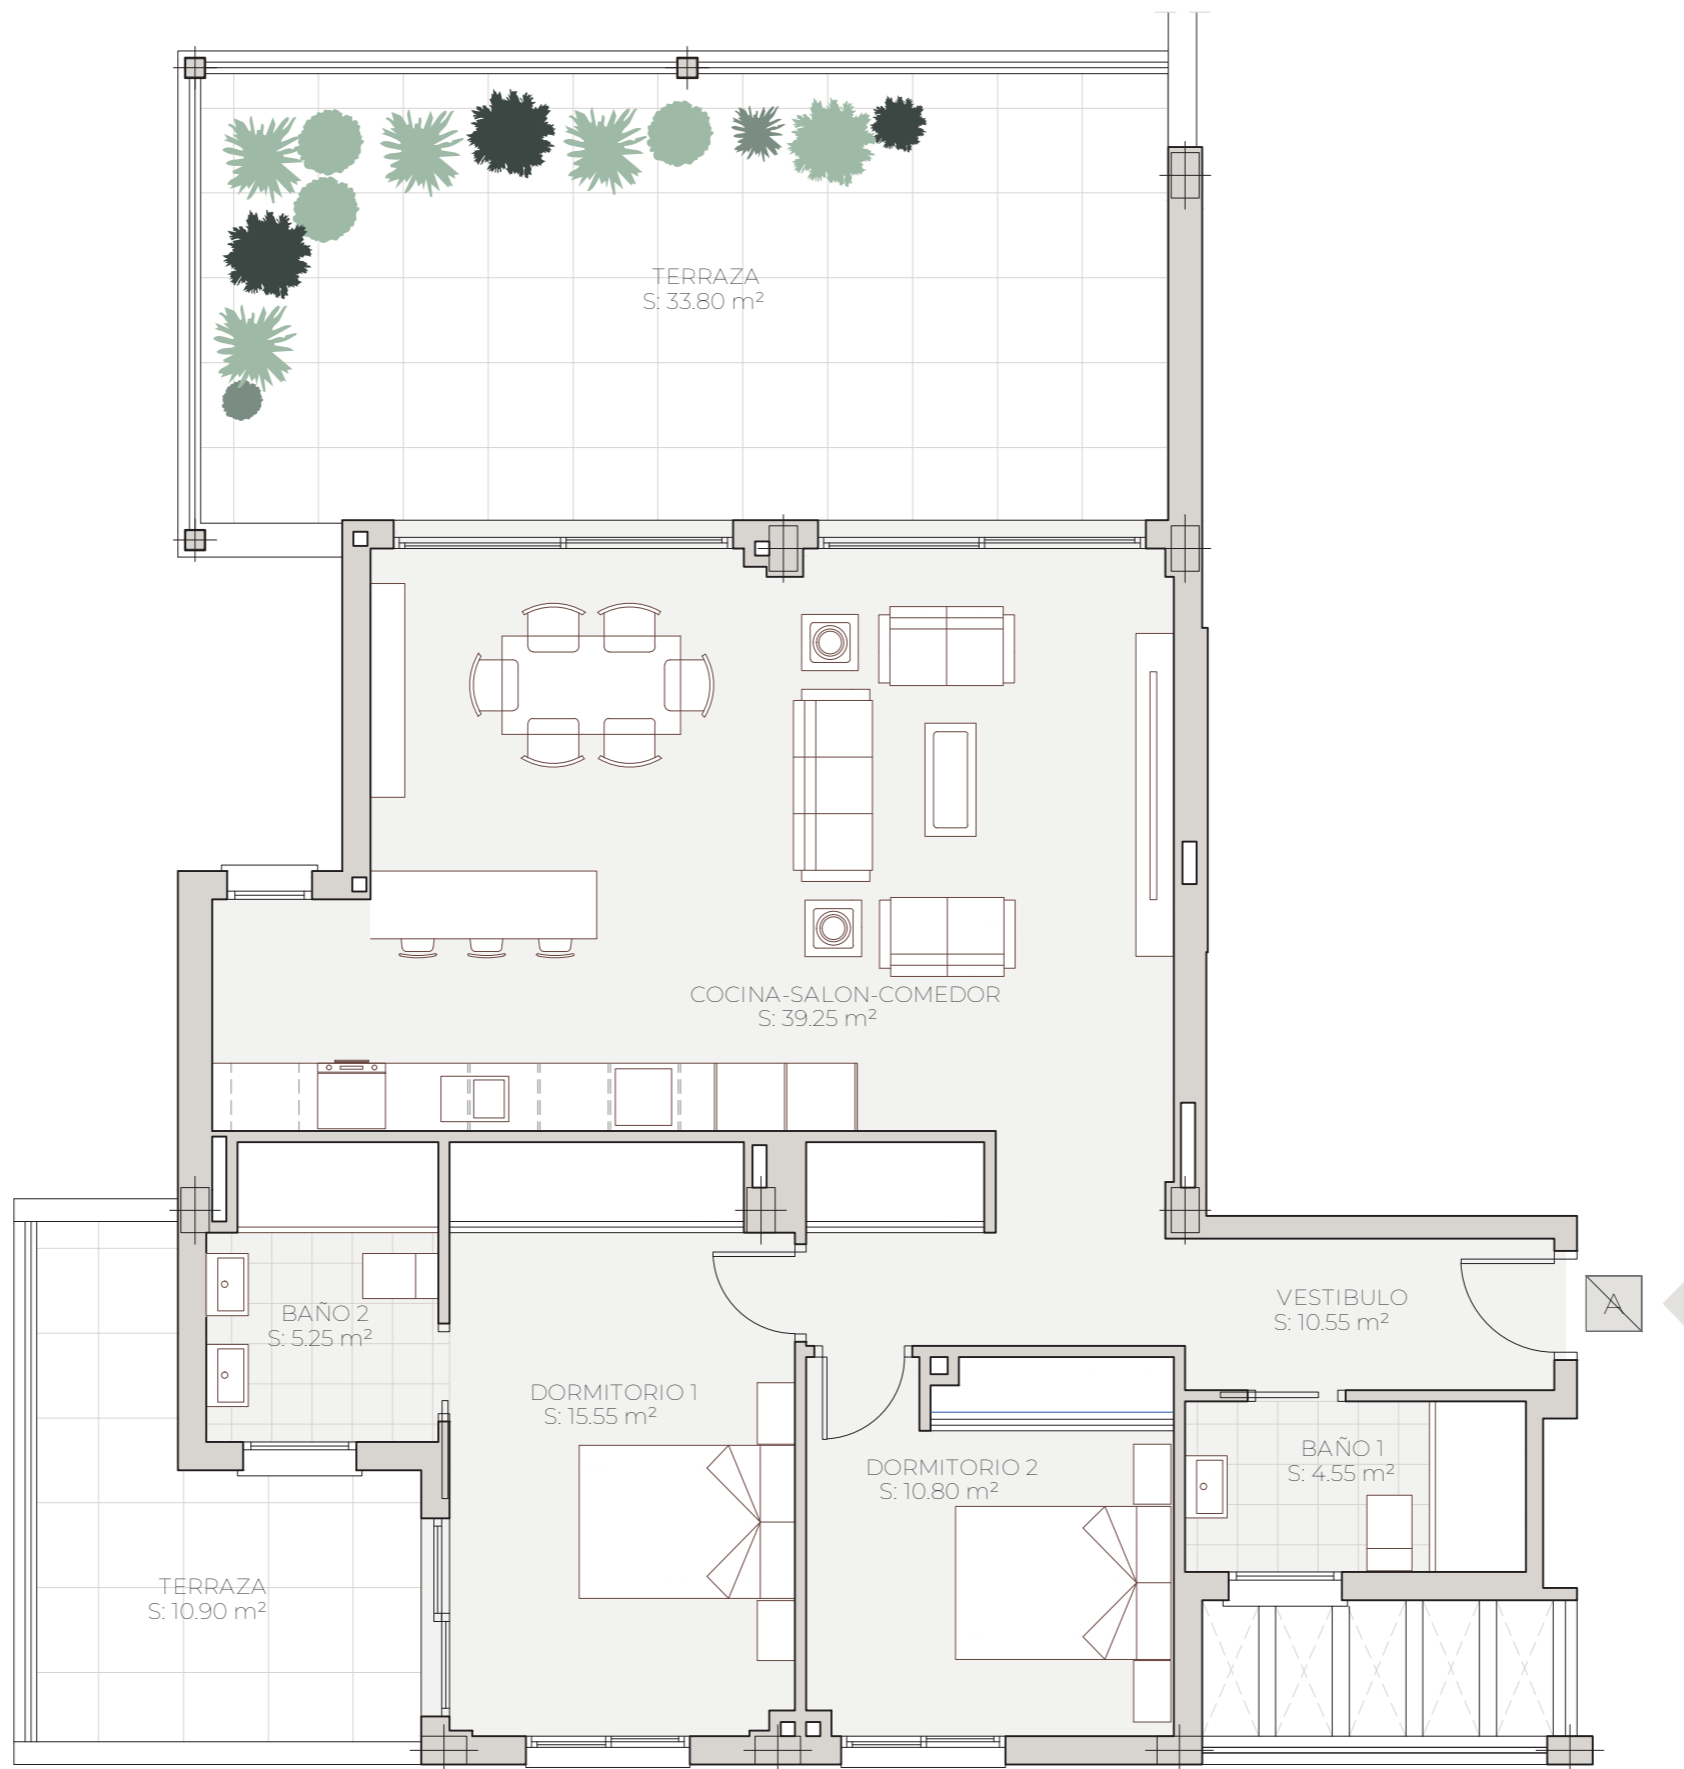 TERRAZA
S: 33.80 m²
COCINA-SALON-COMEDOR
S: 39.25 m²
VESTIBULO
S: 10.55 m²
A
BAÑO 2
S: 5.25 m²
DORMITORIO 1
S: 15.55 m²
BAÑO 1
S: 4.55 m²
DORMITORIO 2
S: 10.80 m²
TERRAZA
S: 10.90 m²